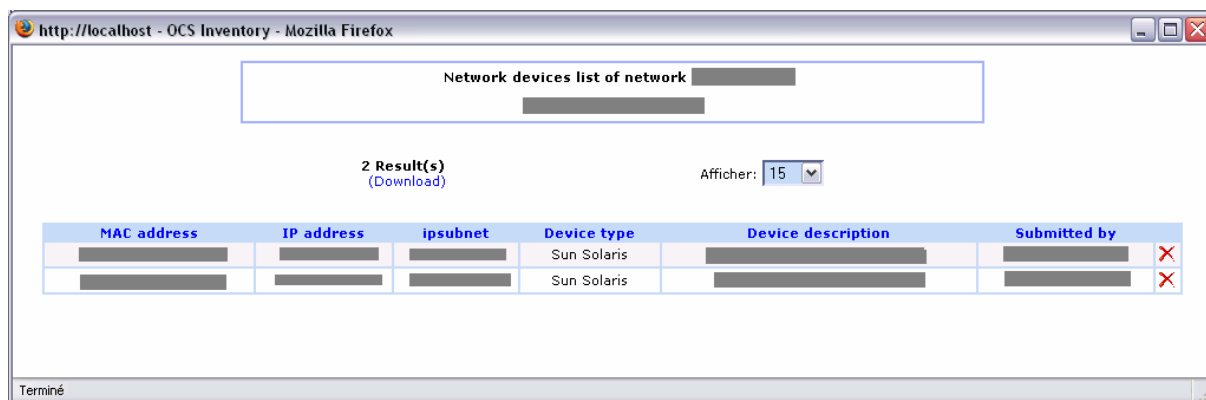 http://localhost - OCS Inventory - Mozilla Firefox
Network devices list of network
2 Result(s)
(Download)
Afficher: 15
MAC address IP address ipsubnet Device type Device description Submitted by
Sun Solaris
Sun Solaris
Terminé